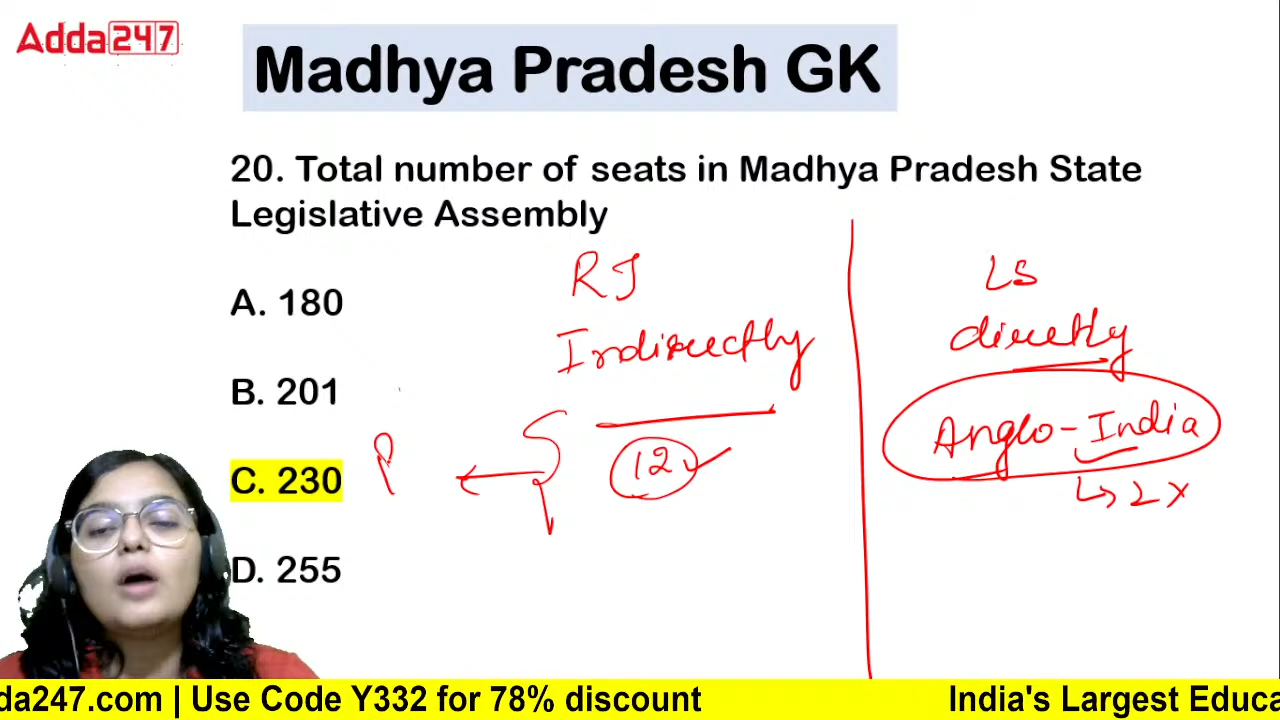 Adda247
Madhya Pradesh GK
20. Total number of seats in Madhya Pradesh State
Legislative Assembly
A. 180
B. 201
C. 230
D. 255
RJ
Indirectly
12
P
LS
directly
Anglo-India
2 x
da247.com | Use Code Y332 for 78% discount
India's Largest Educa